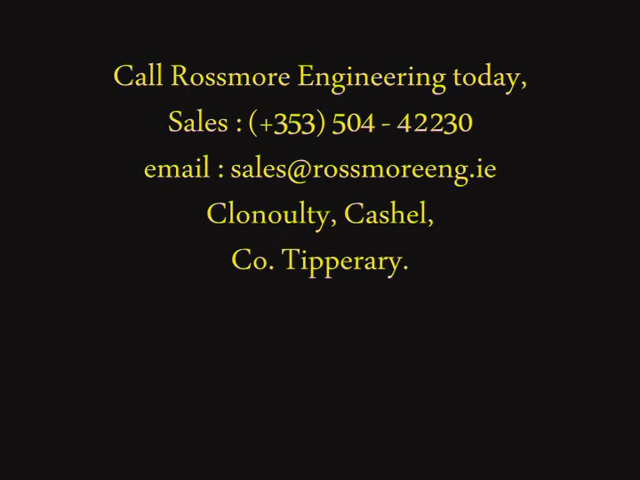 Call Rossmore Engineering today,
Sales : (+353) 504 - 42230
email : sales@rossmoreeng.ie
Clonoulty, Cashel,
Co. Tipperary.